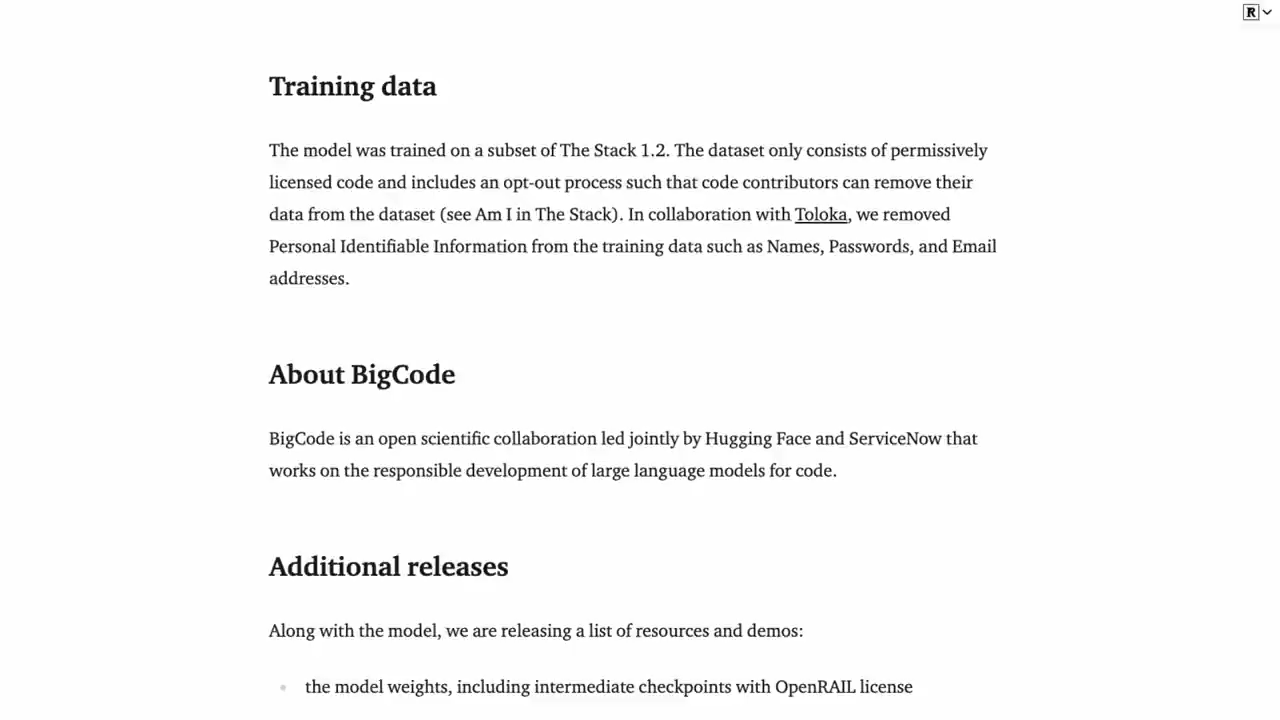 R
Training data
The model was trained on a subset of The Stack 1.2. The dataset only consists of permissively
licensed code and includes an opt-out process such that code contributors can remove their
data from the dataset (see Am I in The Stack). In collaboration with Toloka, we removed
Personal Identifiable Information from the training data such as Names, Passwords, and Email
addresses.
About BigCode
BigCode is an open scientific collaboration led jointly by Hugging Face and ServiceNow that
works on the responsible development of large language models for code.
Additional releases
Along with the model, we are releasing a list of resources and demos:
• the model weights, including intermediate checkpoints with OpenRAIL license